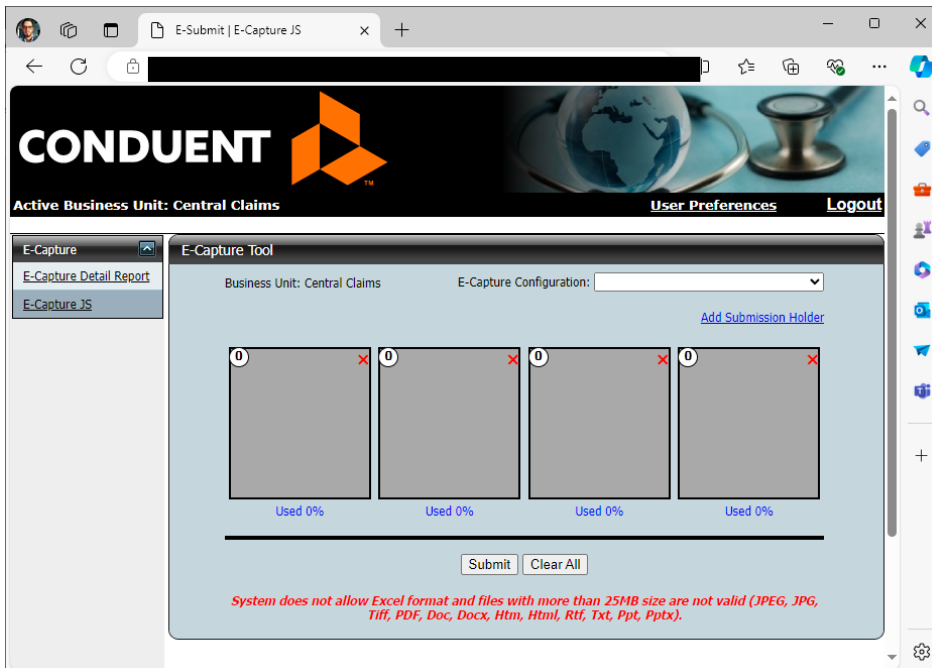 E-Submit | E-Capture JS
CONDUENT
TM
Active Business Unit: Central Claims
User Preferences
Logout
E-Capture
E-Capture Detail Report
E-Capture JS
E-Capture Tool
Business Unit: Central Claims
E-Capture Configuration:
Add Submission Holder
0 0 0 0
Used 0% Used 0% Used 0% Used 0%
Submit Clear All
System does not allow Excel format and files with more than 25MB size are not valid (JPEG, JPG,
Tiff, PDF, Doc, Docx, Htm, Html, Rtf, Txt, Ppt, Pptx).